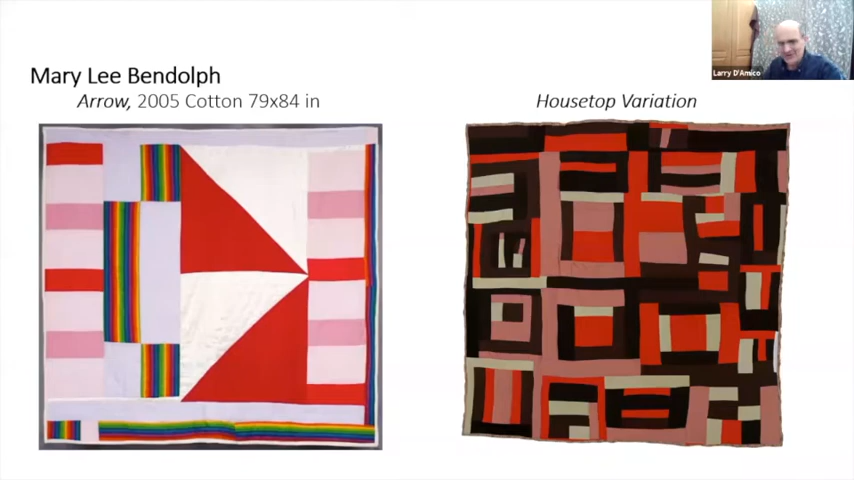 Mary Lee Bendolph
Arrow, 2005 Cotton 79x84 in
Housetop Variation
Larry D'Amico